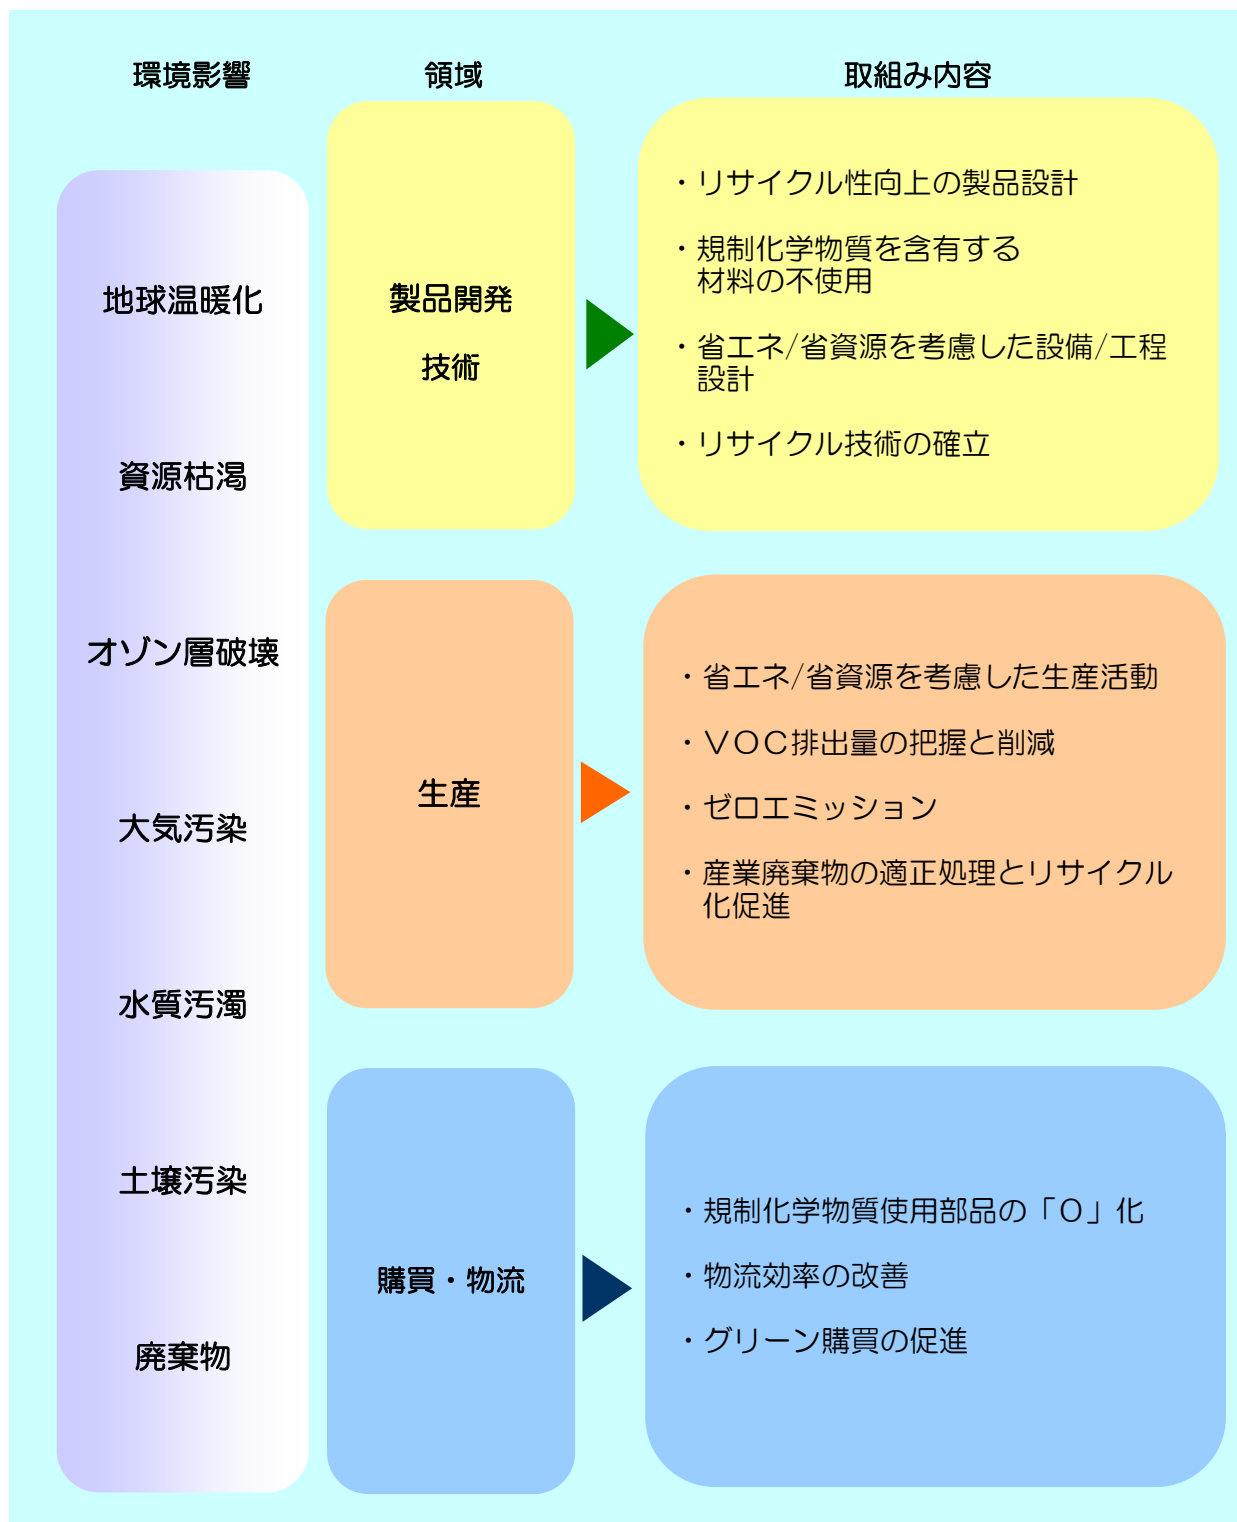 環境影響
領域
取組み内容
地球温暖化
資源枯渇
オゾン層破壊
大気汚染
水質汚濁
土壌汚染
廃棄物
製品開発
技術
・リサイクル性向上の製品設計
・規制化学物質を含有する
材料の不使用
・省エネ/省資源を考慮した設備/工程
設計
・リサイクル技術の確立
生産
・省エネ/省資源を考慮した生産活動
・ＶＯＣ排出量の把握と削減
・ゼロエミッション
・産業廃棄物の適正処理とリサイクル
化促進
購買・物流
・規制化学物質使用部品の「０」化
・物流効率の改善
・グリーン購買の促進